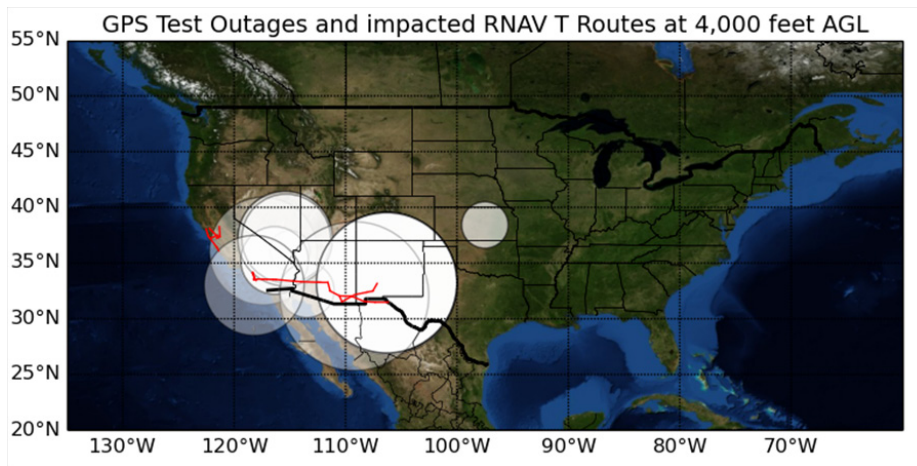 GPS Test Outages and impacted RNAV T Routes at 4,000 feet AGL
55°N
50°N
45°N
40°N
35°N
30°N
25°N
20°N
130°W 120°W 110°W 100°W 90°W 80°W 70°W